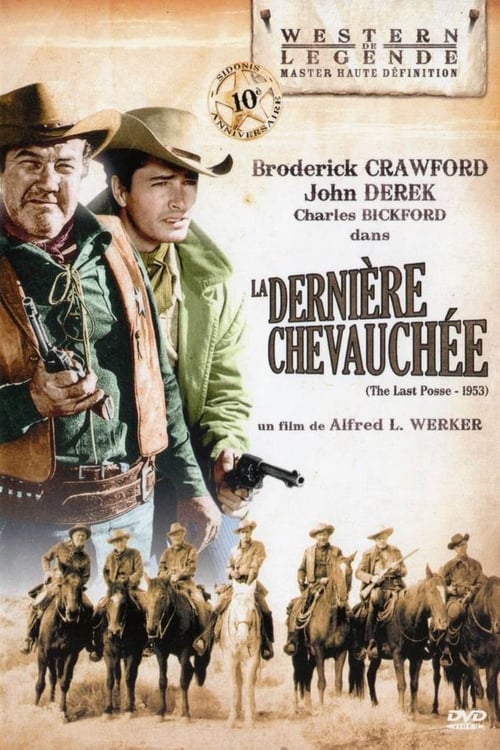 WESTERN
DE
LEGENDE
MASTER HAUTE DÉFINITION
SIDONIS
10e
ANNIVERSAIRE
Broderick CRAWFORD
John DEREK
Charles BICKFORD
dans
LA DERNIÈRE
CHEVAUCHÉE
(The Last Posse - 1953)
un film de Alfred L. WERKER
DVD
VIDEO